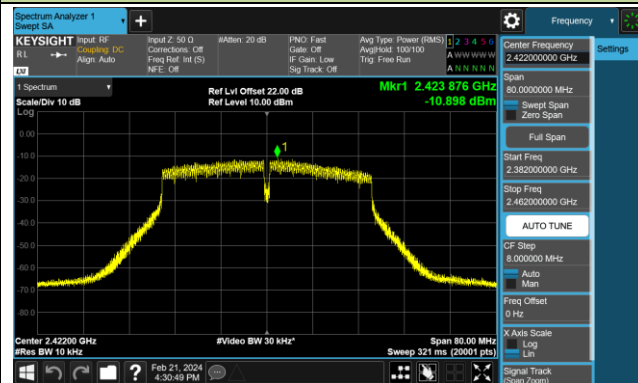 Spectrum Analyzer 1
Swept SA
+
Frequency
KEYSIGHT
Input: RF
Input Z: 50 Ω
#Atten: 20 dB
PNO: Fast
Avg Type: Power (RMS)
1 2 3 4 5 6
RL
Coupling: DC
Corrections: Off
Gate: Off
Avg|Hold: 100/100
A W W W W W
Align: Auto
Freq Ref: Int (S)
IF Gain: Low
Trig: Free Run
LXI
NFE: Off
Sig Track: Off
A N N N N N
1 Spectrum
Ref Lvl Offset 22.00 dB
Mkr1 2.423 876 GHz
Scale/Div 10 dB
Ref Level 10.00 dBm
-10.898 dBm
Log
0.00
-10.0
-20.0
-30.0
-40.0
-50.0
-60.0
-70.0
-80.0
1
Center 2.42200 GHz
#Video BW 30 kHz*
Span 80.00 MHz
#Res BW 10 kHz
Sweep 321 ms (20001 pts)
?
Feb 21, 2024
4:30:49 PM
Center Frequency
2.422000000 GHz
Settings
Span
80.0000000 MHz
Swept Span
Zero Span
Full Span
Start Freq
2.382000000 GHz
Stop Freq
2.462000000 GHz
AUTO TUNE
CF Step
8.000000 MHz
Auto
Man
Freq Offset
0 Hz
X Axis Scale
Log
Lin
Signal Track
(Span Zoom)